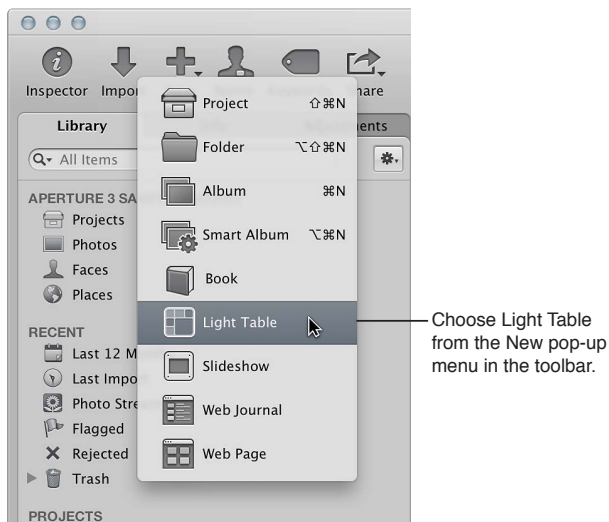 Inspector Impor hare
Library ments
All Items
Project ⇧⌘N
Folder ⌥⇧⌘N
Album ⌘N
Smart Album ⌥⌘N
Book
Light Table
Slideshow
Web Journal
Web Page
APERTURE 3 SA
Projects
Photos
Faces
Places
RECENT
Last 12 M
Last Impo
Photo Stre
Flagged
Rejected
Trash
PROJECTS
Choose Light Table
from the New pop-up
menu in the toolbar.